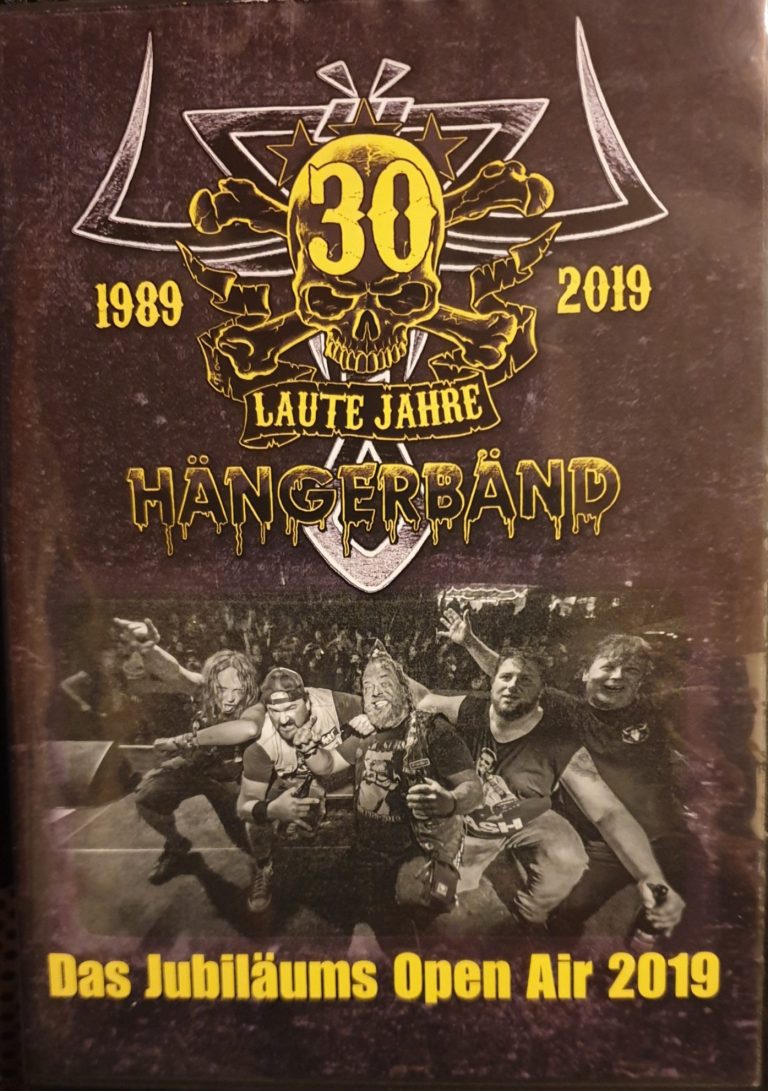 30
1989
2019
LAUTE JAHRE
HÄNGERBÄND
Das Jubiläums Open Air 2019